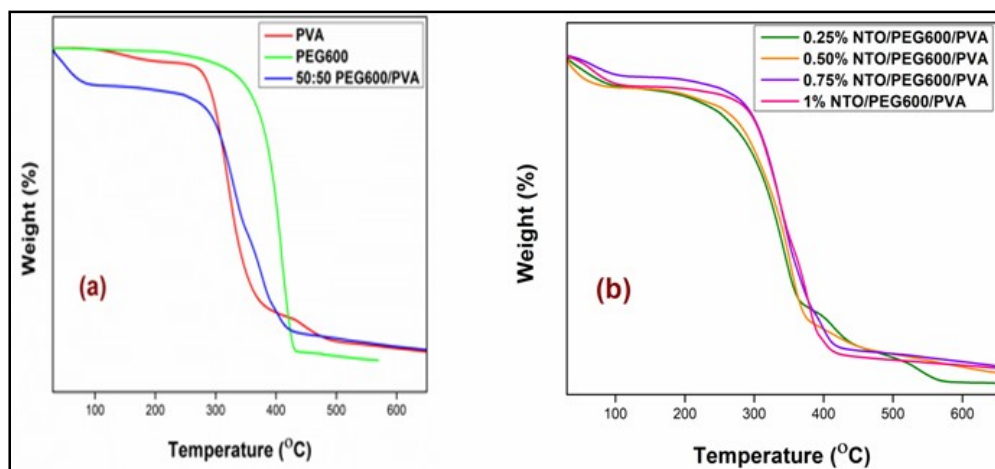 PVA
PEG600
50:50 PEG600/PVA
Weight (%)
(a)
100 200 300 400 500 600
Temperature (⁰C)
0.25% NTO/PEG600/PVA
0.50% NTO/PEG600/PVA
0.75% NTO/PEG600/PVA
1% NTO/PEG600/PVA
Weight (%)
(b)
100 200 300 400 500 600
Temperature (⁰C)